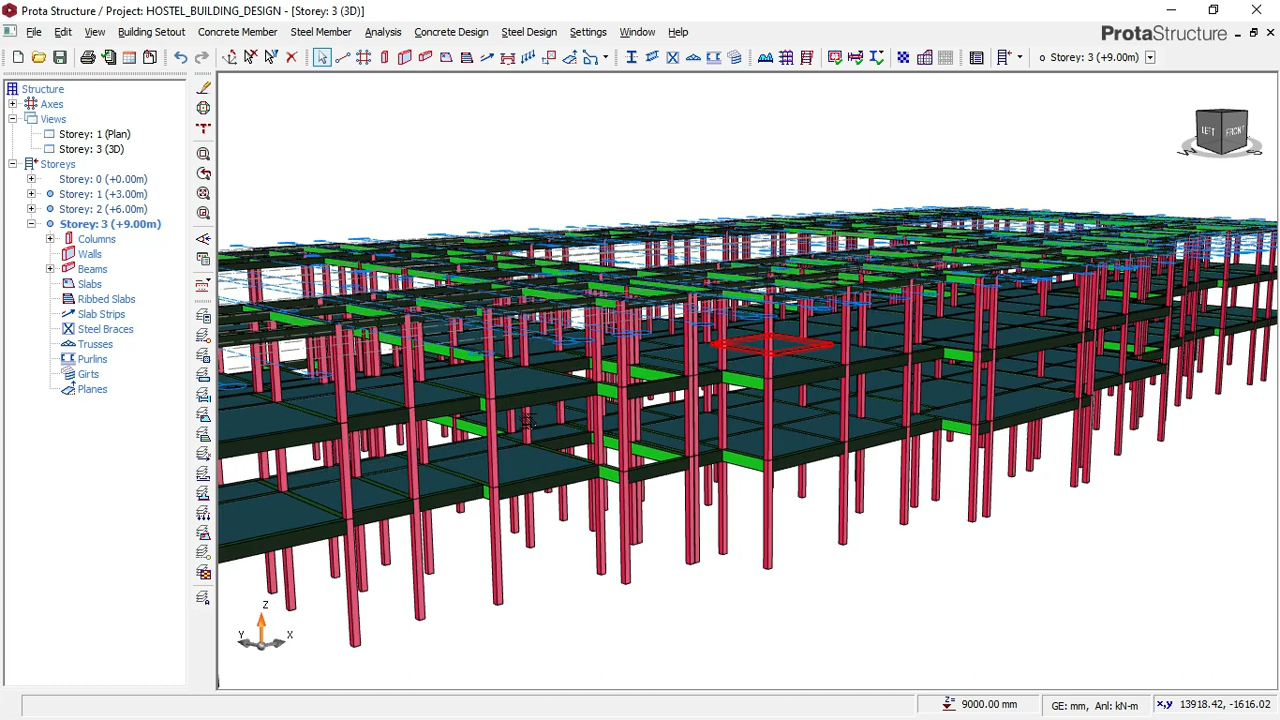 Prota Structure / Project: HOSTEL_BUILDING_DESIGN - [Storey: 3 (3D)]
File Edit View Building Setout Concrete Member Steel Member Analysis Concrete Design Steel Design Settings Window Help
ProtaStructure
Storey: 3 (+9.00m)
Structure
Axes
Views
Storey: 1 (Plan)
Storey: 3 (3D)
Storeys
Storey: 0 (+0.00m)
Storey: 1 (+3.00m)
Storey: 2 (+6.00m)
Storey: 3 (+9.00m)
Columns
Walls
Beams
Slabs
Ribbed Slabs
Slab Strips
Steel Braces
Trusses
Purlins
Girts
Planes
LEFT FRONT
Z
Y X
Z= 9000.00 mm GE: mm, Anl: kN-m x,y 13918.42, -1616.02